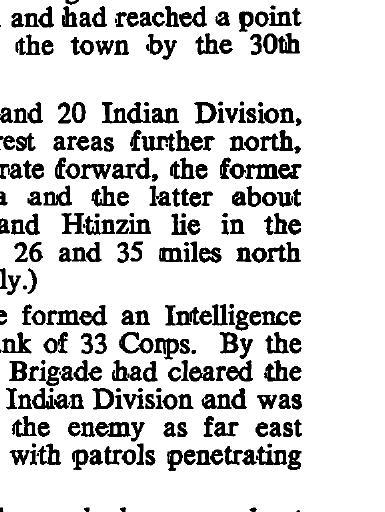 and had reached a point
the town by the 30th
and 20 Indian Division,
rest areas further north,
rate forward, the former
and the latter about
and Htinzin lie in the
26 and 35 miles north
ly.)
formed an Intelligence
of 33 Corps. By the
Brigade had cleared the
Indian Division and was
the enemy as far east
with patrols penetrating